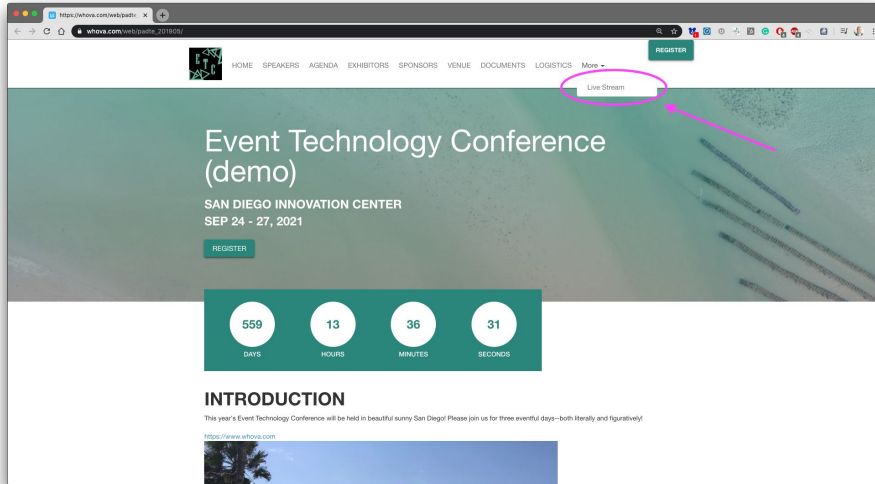 https://whova.com/web/padtie_
whova.com/web/padtie_201905/
ETC
HOME SPEAKERS AGENDA EXHIBITORS SPONSORS VENUE DOCUMENTS LOGISTICS More
REGISTER
Live Stream
Event Technology Conference
(demo)
SAN DIEGO INNOVATION CENTER
SEP 24 - 27, 2021
REGISTER
559 13 36 31
DAYS HOURS MINUTES SECONDS
INTRODUCTION
This year's Event Technology Conference will be held in beautiful sunny San Diego! Please join us for three eventful days--both literally and figuratively!
https://www.whova.com